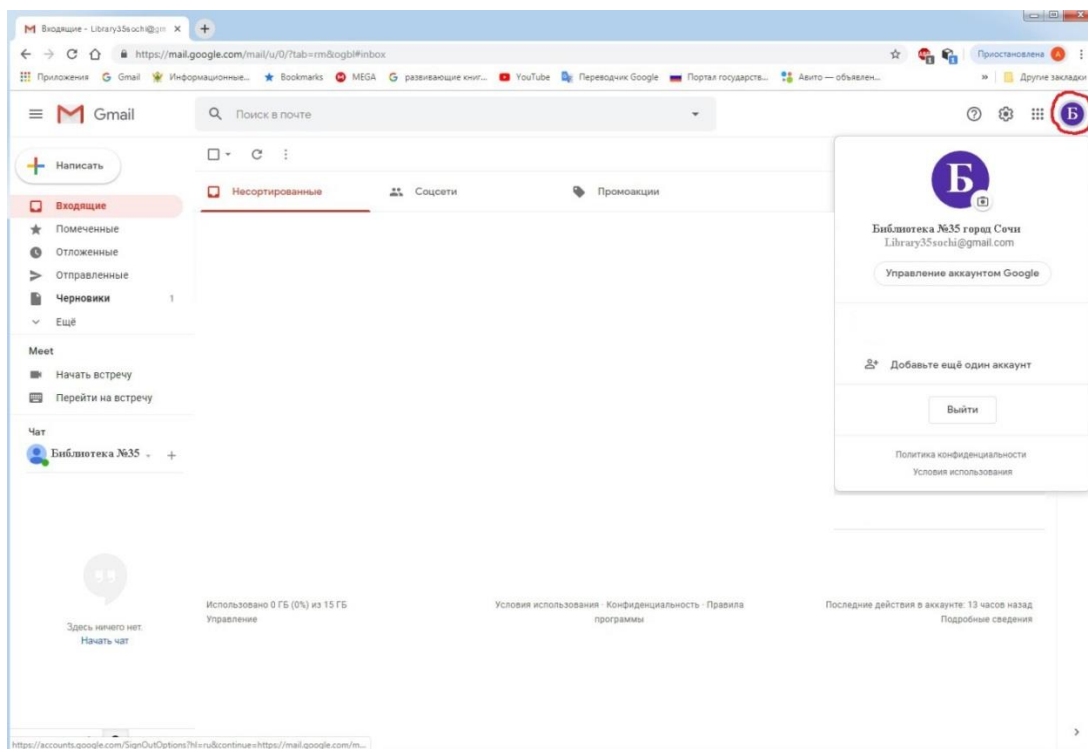 Входящие - Library35sochi@gm
https://mail.google.com/mail/u/0/?tab=rm&ogbl#inbox
ABP
1
1
Приостановлена
А
Приложения
Gmail
Информационные...
Bookmarks
MEGA
развивающие книг...
YouTube
Переводчик Google
Портал государств...
Авито — объявлен...
»
Другие закладки
Gmail
Поиск в почте
Б
Написать
Несортированные
Соцсети
Промоакции
Входящие
Помеченные
Отложенные
Отправленные
Черновики 1
Ещё
Meet
Начать встречу
Перейти на встречу
Чат
Библиотека №35
Здесь ничего нет.
Начать чат
Б
Библиотека №35 город Сочи
Library35sochi@gmail.com
Управление аккаунтом Google
Добавьте ещё один аккаунт
Выйти
Политика конфиденциальности
Условия использования
Использовано 0 ГБ (0%) из 15 ГБ
Управление
Условия использования · Конфиденциальность · Правила
программы
Последние действия в аккаунте: 13 часов назад
Подробные сведения
https://accounts.google.com/SignOutOptions?hl=ru&continue=https://mail.google.com/m...